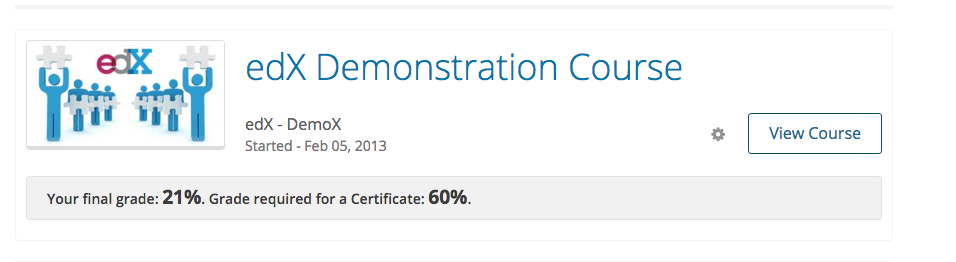 edX
edX Demonstration Course
edX - DemoX
Started - Feb 05, 2013
View Course
Your final grade: 21%. Grade required for a Certificate: 60%.